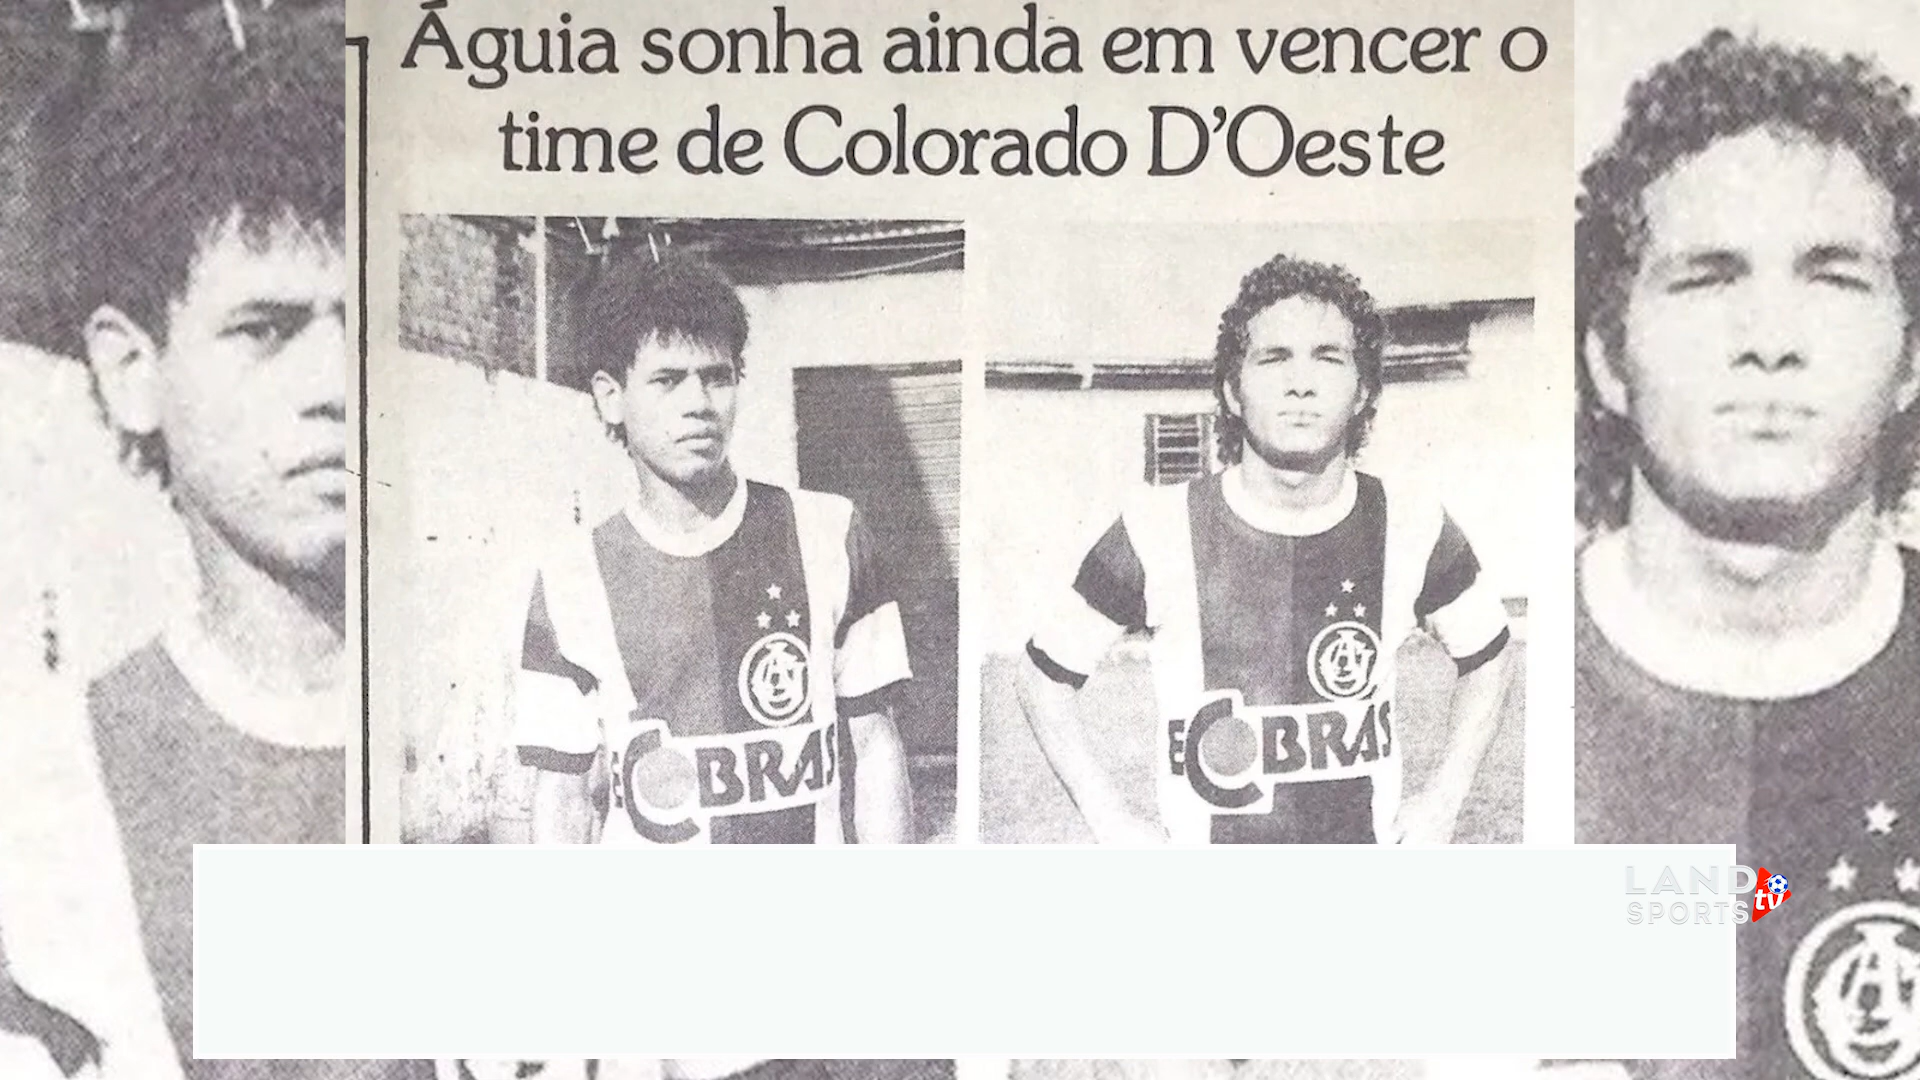 Águia sonha ainda em vencer o
time de Colorado D'Oeste
ECOBRAS
ECOBRAS
LAND
SPORTS tv